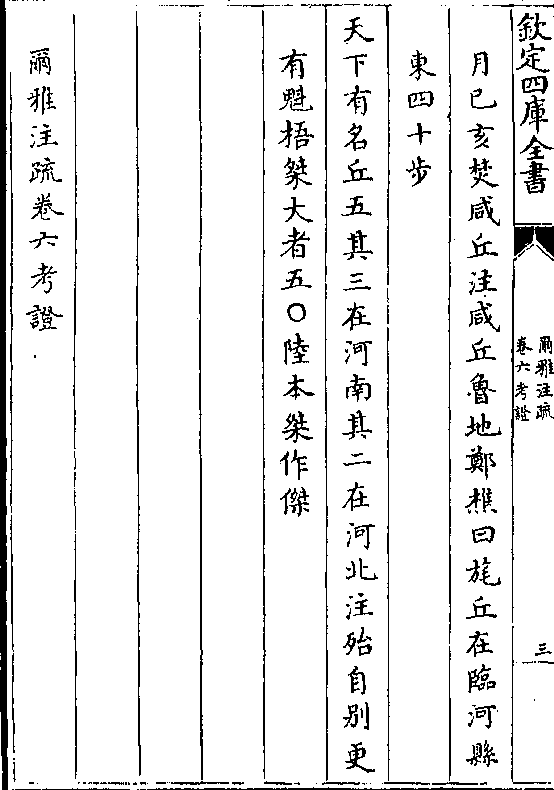 欽定四庫全書
爾雅注疏
卷六考證
三
月已亥焚咸丘注咸丘魯地鄭樵曰旄丘在臨河縣
東四十步
天下有名丘五其三在河南其二在河北注殆自別更
有魁梧桀大者五○陸本桀作傑
爾雅注疏卷六考證